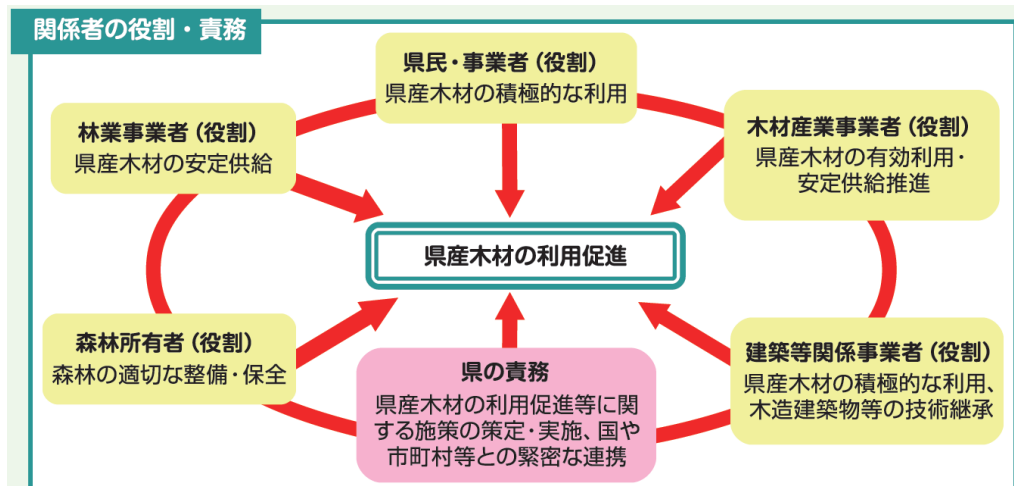 関係者の役割・責務
県民・事業者（役割）
県産木材の積極的な利用
林業事業者（役割）
県産木材の安定供給
木材産業事業者（役割）
県産木材の有効利用・
安定供給推進
県産木材の利用促進
森林所有者（役割）
森林の適切な整備・保全
県の責務
県産木材の利用促進等に関
する施策の策定・実施、国や
市町村等との緊密な連携
建築等関係事業者（役割）
県産木材の積極的な利用、
木造建築物等の技術継承